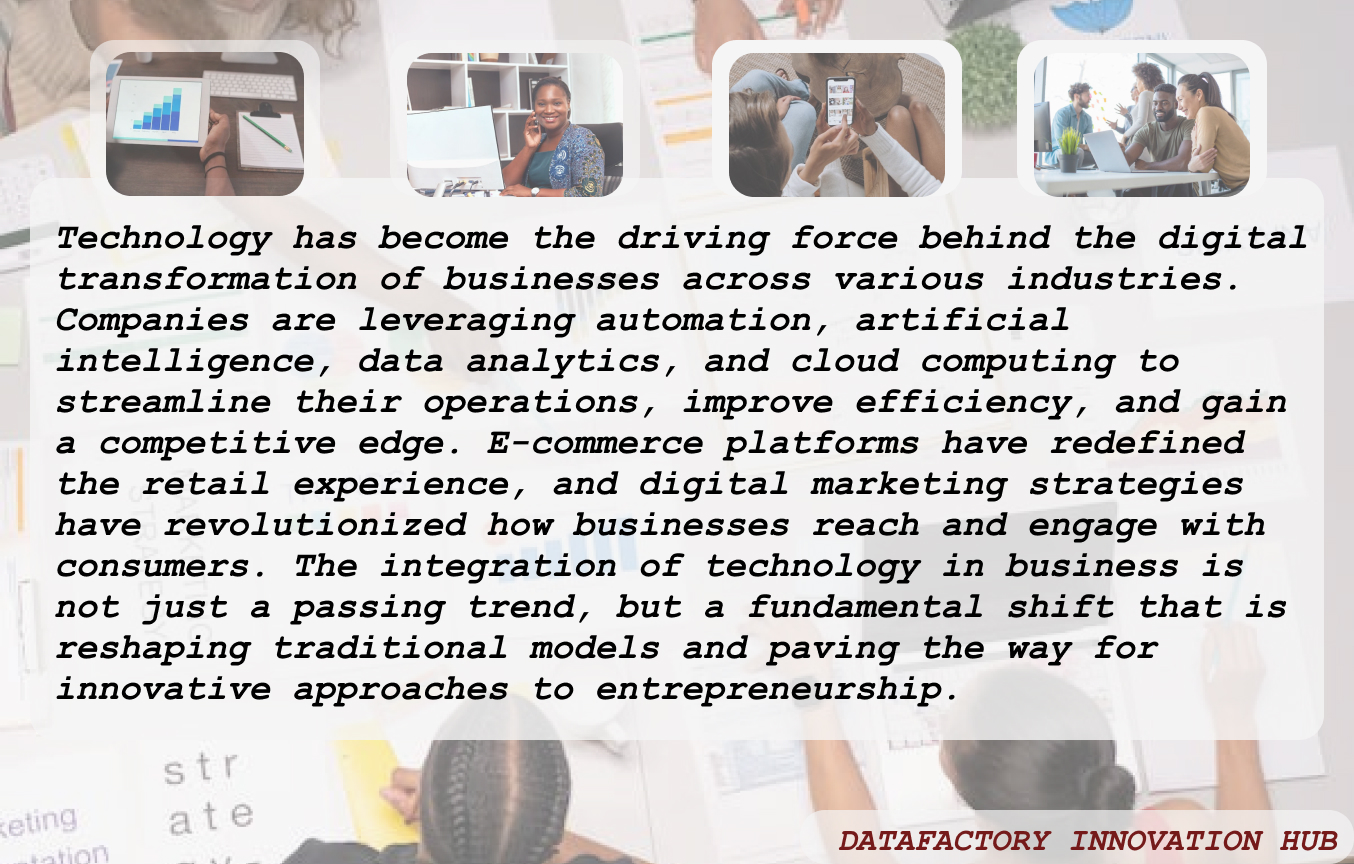 Technology has become the driving force behind the digital
transformation of businesses across various industries.
Companies are leveraging automation, artificial
intelligence, data analytics, and cloud computing to
streamline their operations, improve efficiency, and gain
a competitive edge. E-commerce platforms have redefined
the retail experience, and digital marketing strategies
have revolutionized how businesses reach and engage with
consumers. The integration of technology in business is
not just a passing trend, but a fundamental shift that is
reshaping traditional models and paving the way for
innovative approaches to entrepreneurship.
str
ate
keting
tation
DATAFACTORY INNOVATION HUB